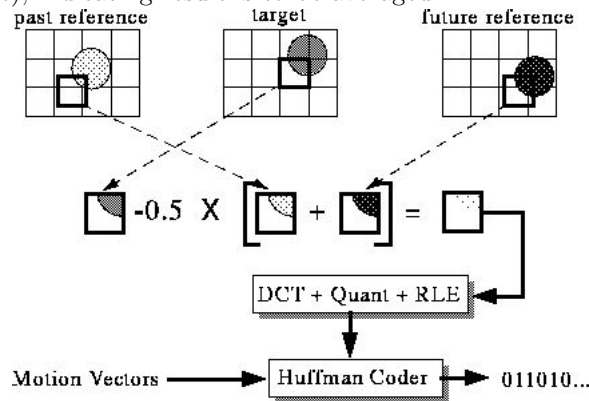 past reference target future reference
-0.5 X [ + ] =
DCT + Quant + RLE
Motion Vectors Huffman Coder 011010...